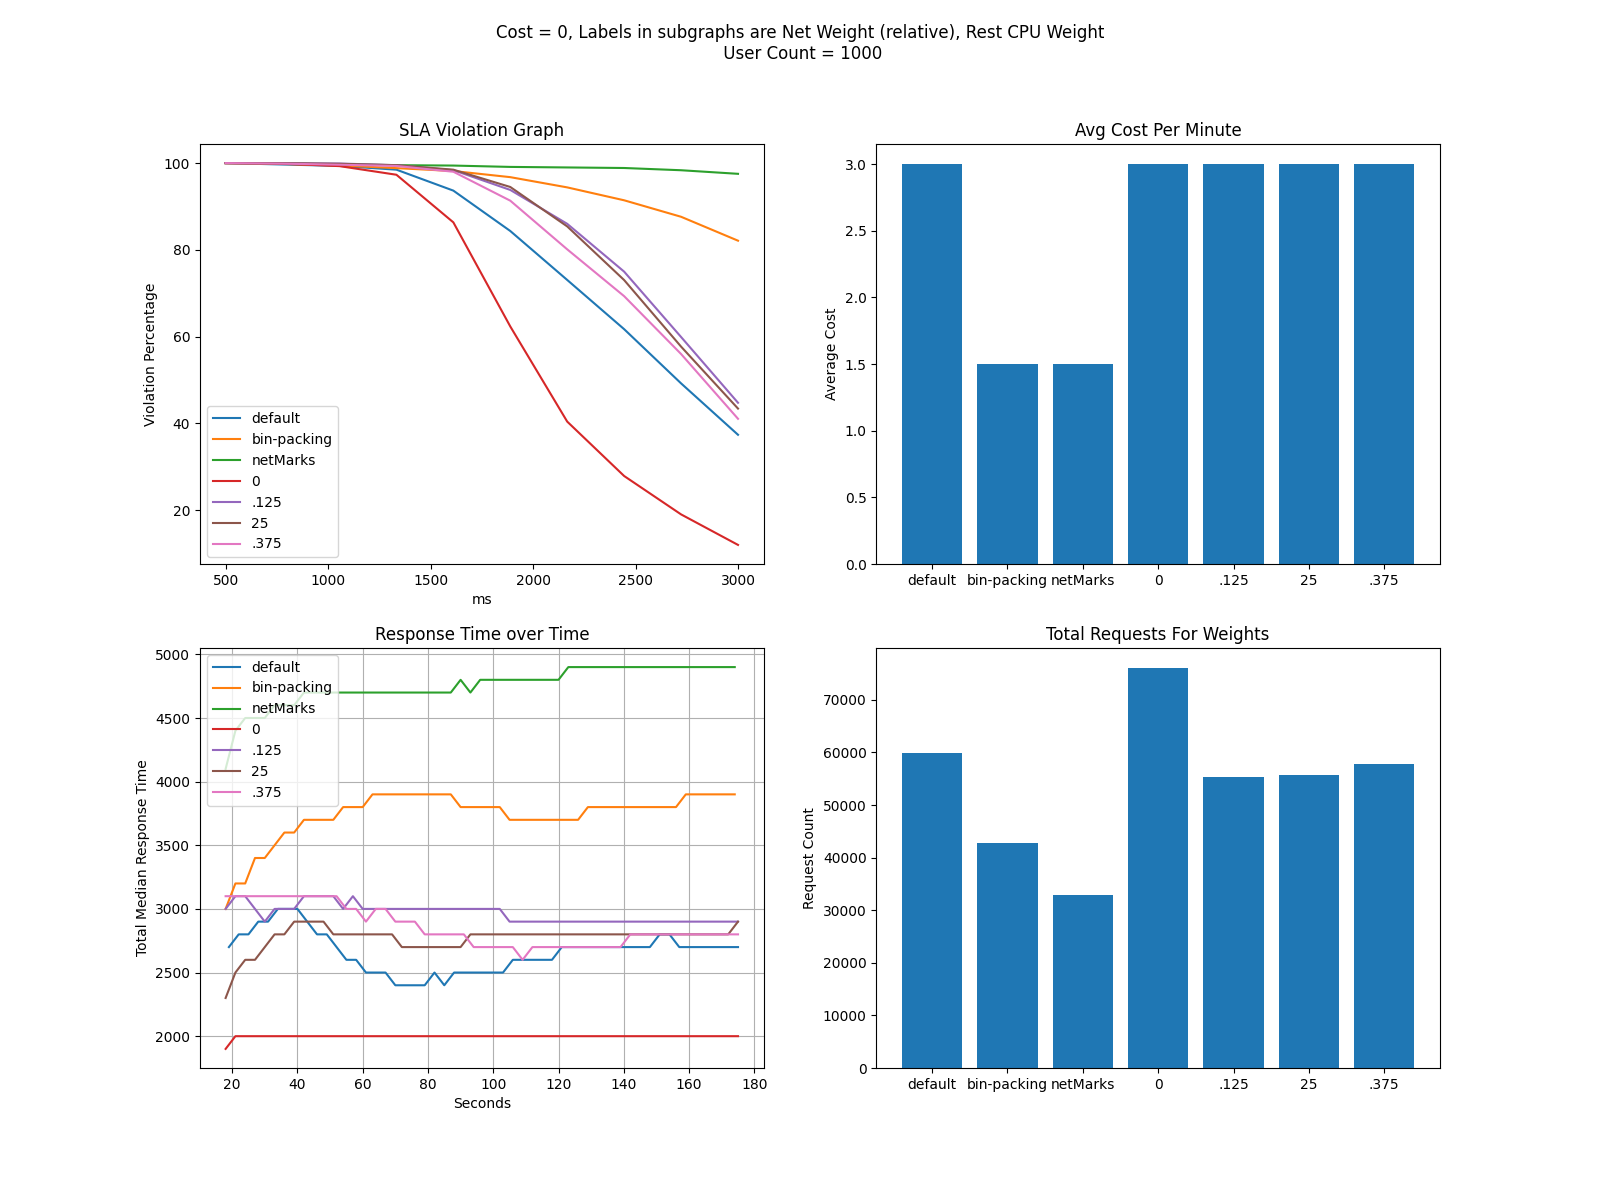 Cost = 0, Labels in subgraphs are Net Weight (relative), Rest CPU Weight
User Count = 1000
SLA Violation Graph
Violation Percentage
100
80
60
40
20
default
bin-packing
netMarks
0
.125
25
.375
500 1000 1500 2000 2500 3000
ms
Avg Cost Per Minute
Average Cost
3.0
2.5
2.0
1.5
1.0
0.5
0.0
default bin-packing netMarks 0 .125 25 .375
Response Time over Time
Total Median Response Time
5000
4500
4000
3500
3000
2500
2000
default
bin-packing
netMarks
0
.125
25
.375
20 40 60 80 100 120 140 160 180
Seconds
Total Requests For Weights
Request Count
70000
60000
50000
40000
30000
20000
10000
0
default bin-packing netMarks 0 .125 25 .375